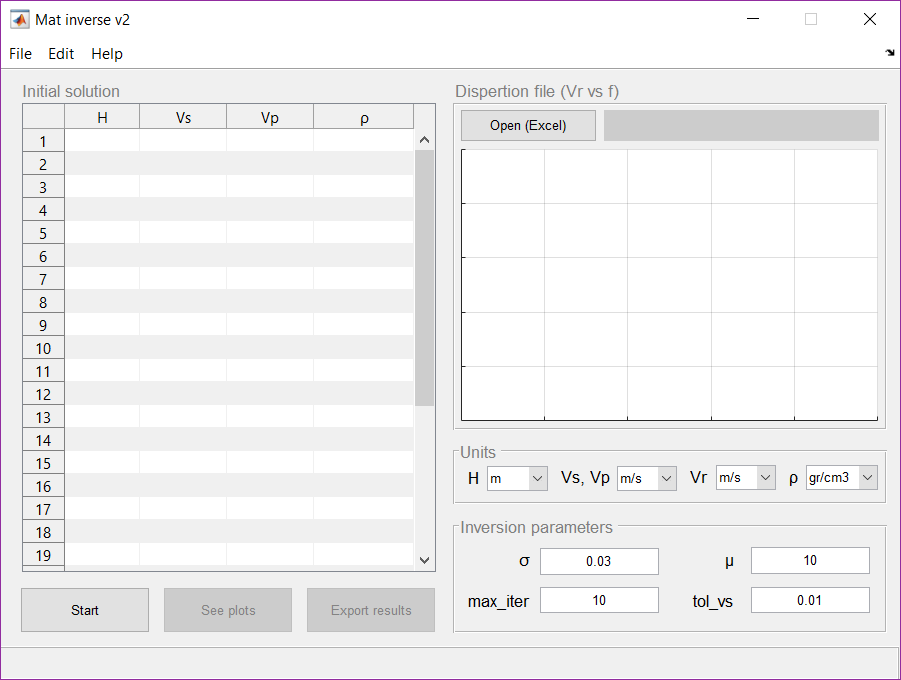 Mat inverse v2
File Edit Help
Initial solution
H Vs Vp ρ
1
2
3
4
5
6
7
8
9
10
11
12
13
14
15
16
17
18
19
Start See plots Export results
Dispertion file (Vr vs f)
Open (Excel)
Units
H m Vs, Vp m/s Vr m/s ρ gr/cm3
Inversion parameters
σ 0.03 μ 10
max_iter 10 tol_vs 0.01